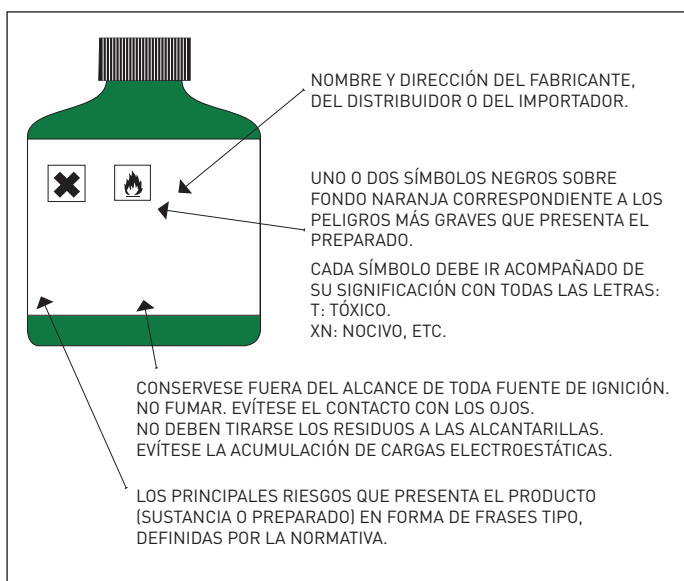 NOMBRE Y DIRECCIÓN DEL FABRICANTE,
DEL DISTRIBUIDOR O DEL IMPORTADOR.
UNO O DOS SÍMBOLOS NEGROS SOBRE
FONDO NARANJA CORRESPONDIENTE A LOS
PELIGROS MÁS GRAVES QUE PRESENTA EL
PREPARADO.
CADA SÍMBOLO DEBE IR ACOMPAÑADO DE
SU SIGNIFICACIÓN CON TODAS LAS LETRAS:
T: TÓXICO.
XN: NOCIVO, ETC.
CONSERVESE FUERA DEL ALCANCE DE TODA FUENTE DE IGNICIÓN.
NO FUMAR. EVÍTESE EL CONTACTO CON LOS OJOS.
NO DEBEN TIRARSE LOS RESIDUOS A LAS ALCANTARILLAS.
EVÍTESE LA ACUMULACIÓN DE CARGAS ELECTROESTÁTICAS.
LOS PRINCIPALES RIESGOS QUE PRESENTA EL PRODUCTO
(SUSTANCIA O PREPARADO) EN FORMA DE FRASES TIPO,
DEFINIDAS POR LA NORMATIVA.